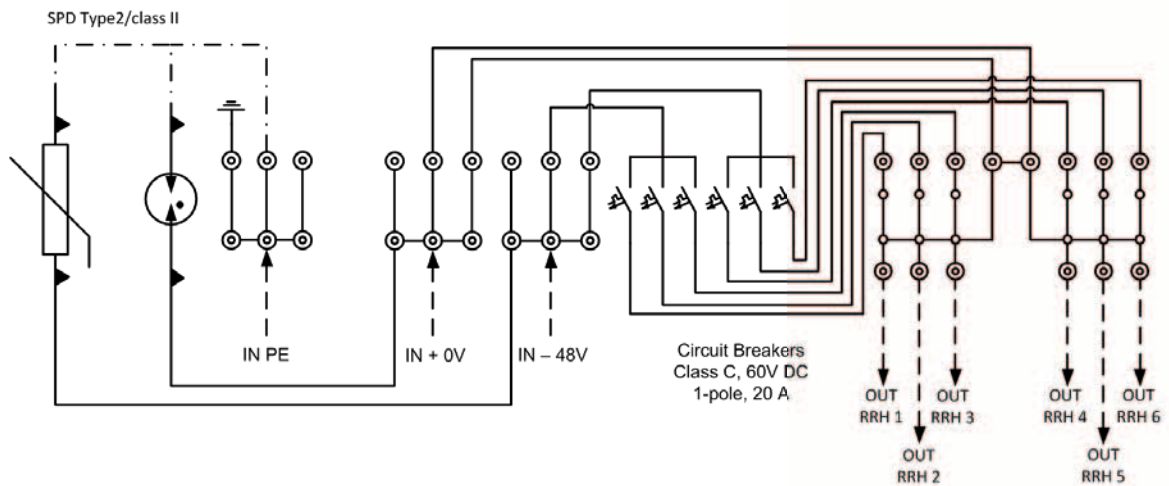 SPD Type2/class II
IN PE
IN + 0V
IN – 48V
Circuit Breakers
Class C, 60V DC
1-pole, 20 A
OUT
RRH 1
OUT
RRH 2
OUT
RRH 3
OUT
RRH 4
OUT
RRH 5
OUT
RRH 6